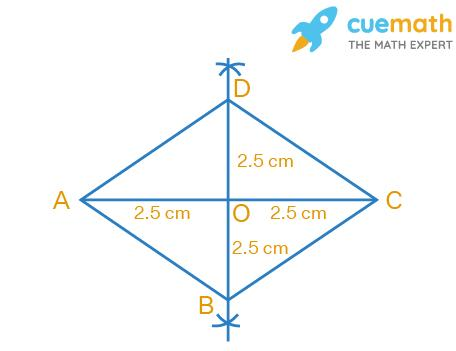 cuemath
THE MATH EXPERT
D
2.5 cm
A
C
2.5 cm
O
2.5 cm
2.5 cm
B